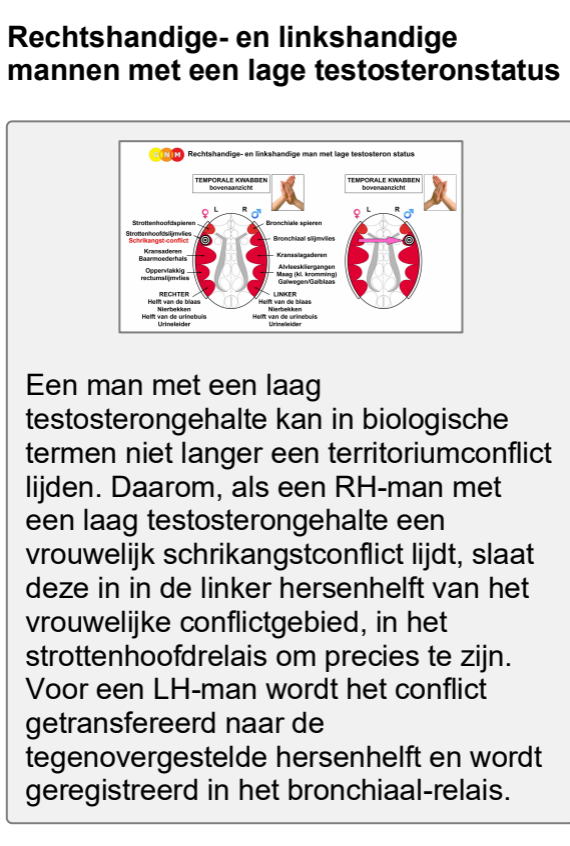 Rechtshandige- en linkshandige
mannen met een lage testosteronstatus
GNM Rechtshandige- en linkshandige man met lage testosteron status
TEMPORALE KWABBEN
bovenaanzicht
TEMPORALE KWABBEN
bovenaanzicht
♀ L R ♂
♀ L R ♂
Strottenhoofdspieren
Strottenhoofdslijmvlies
Schrikangst-conflict
Kransaderen
Baarmoederhals
Oppervlakkig
rectumslijmvlies
RECHTER
Helft van de blaas
Nierbekken
Helft van de urinebuis
Urineleider
Bronchiale spieren
Bronchiaal slijmvlies
Kransslagaderen
Alvleeskliergangen
Maag (kl. kromming)
Galwegen/Galblaas
LINKER
Helft van de blaas
Nierbekken
Helft van de urinebuis
Urineleider
Een man met een laag
testosterongehalte kan in biologische
termen niet langer een territoriumconflict
lijden. Daarom, als een RH-man met
een laag testosterongehalte een
vrouwelijk schrikangstconflict lijdt, slaat
deze in in de linker hersenhelft van het
vrouwelijke conflictgebied, in het
strottenhoofdrelais om precies te zijn.
Voor een LH-man wordt het conflict
getransfereerd naar de
tegenovergestelde hersenhelft en wordt
geregistreerd in het bronchiaal-relais.